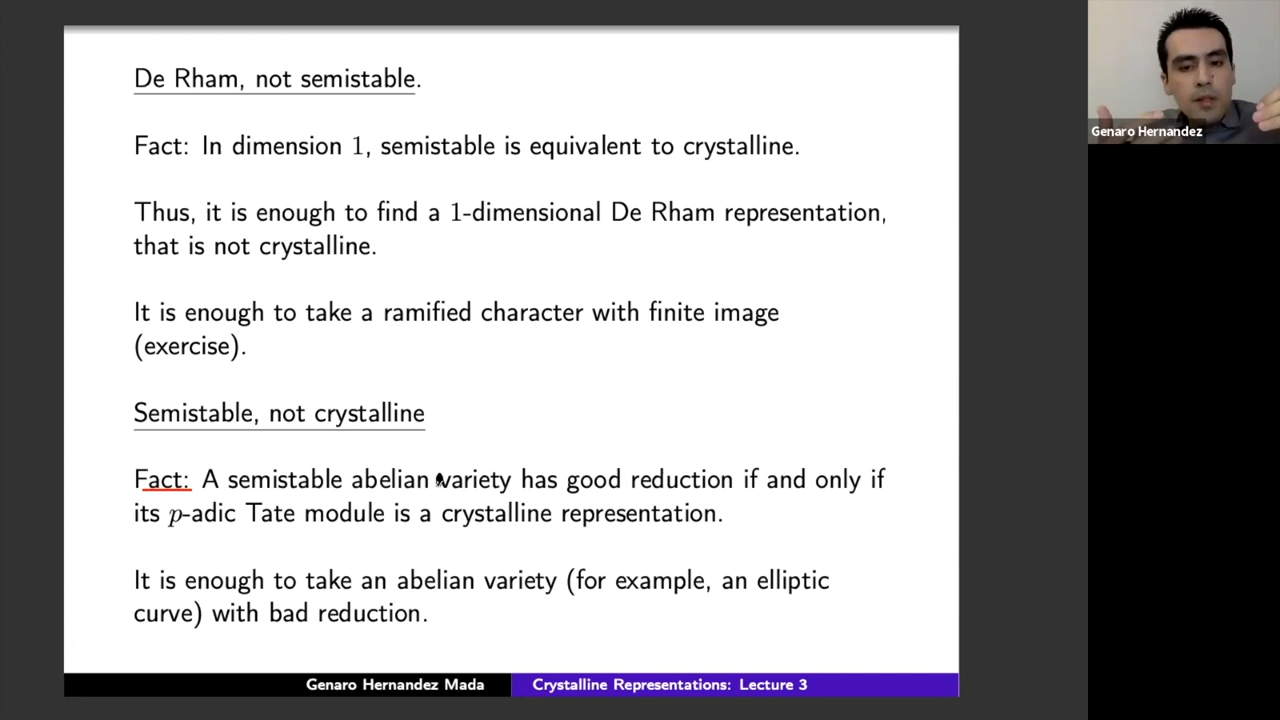 De Rham, not semistable.
Fact: In dimension 1, semistable is equivalent to crystalline.
Thus, it is enough to find a 1-dimensional De Rham representation,
that is not crystalline.
It is enough to take a ramified character with finite image
(exercise).
Semistable, not crystalline
Fact: A semistable abelian variety has good reduction if and only if
its p-adic Tate module is a crystalline representation.
It is enough to take an abelian variety (for example, an elliptic
curve) with bad reduction.
Genaro Hernandez Mada
Crystalline Representations: Lecture 3
Genaro Hernandez